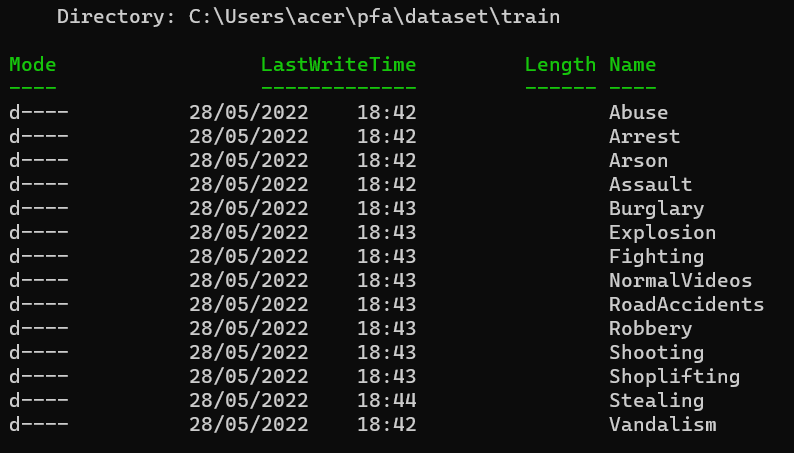 Directory: C:\Users\acer\pfa\dataset\train
Mode LastWriteTime Length Name
---- ------------- ------ ----
d---- 28/05/2022 18:42 Abuse
d---- 28/05/2022 18:42 Arrest
d---- 28/05/2022 18:42 Arson
d---- 28/05/2022 18:42 Assault
d---- 28/05/2022 18:43 Burglary
d---- 28/05/2022 18:43 Explosion
d---- 28/05/2022 18:43 Fighting
d---- 28/05/2022 18:43 NormalVideos
d---- 28/05/2022 18:43 RoadAccidents
d---- 28/05/2022 18:43 Robbery
d---- 28/05/2022 18:43 Shooting
d---- 28/05/2022 18:43 Shoplifting
d---- 28/05/2022 18:44 Stealing
d---- 28/05/2022 18:42 Vandalism